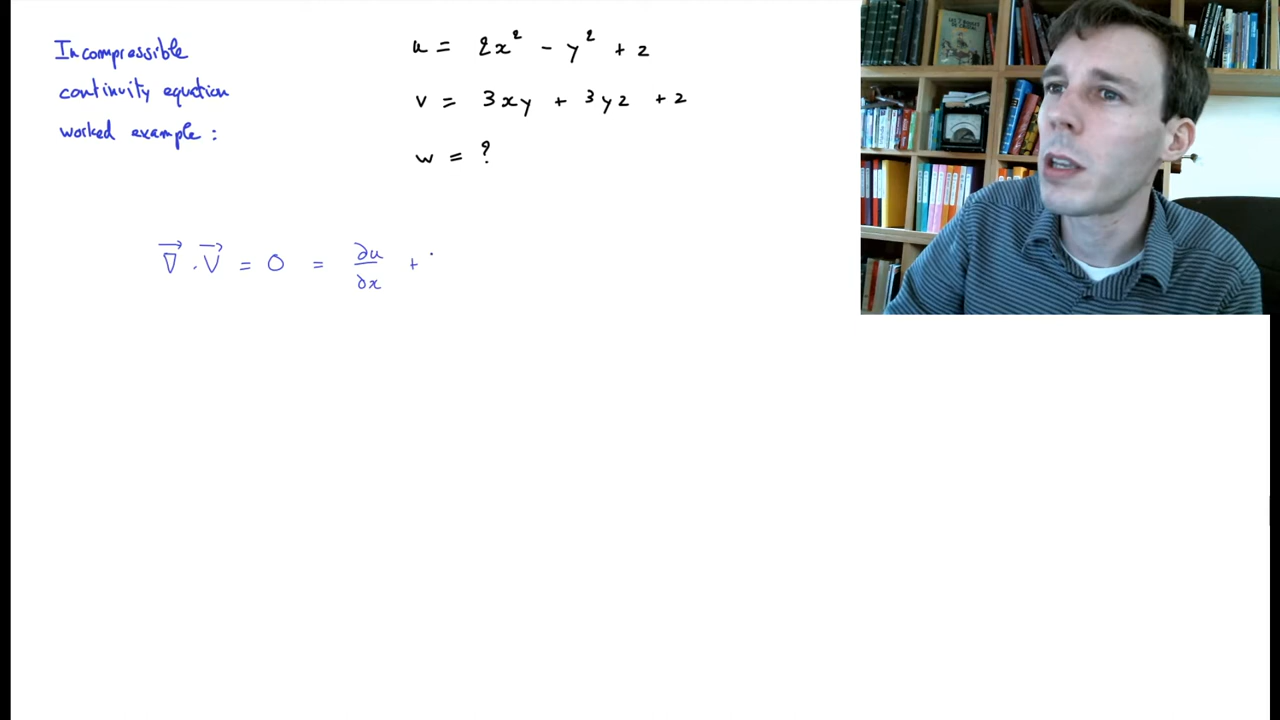 Incompressible
continuity equation
worked example :
u = 2x² - y² + z
v = 3xy + 3yz + z
w = ?
∇⃗ . V⃗ = 0 = ∂u/∂x +